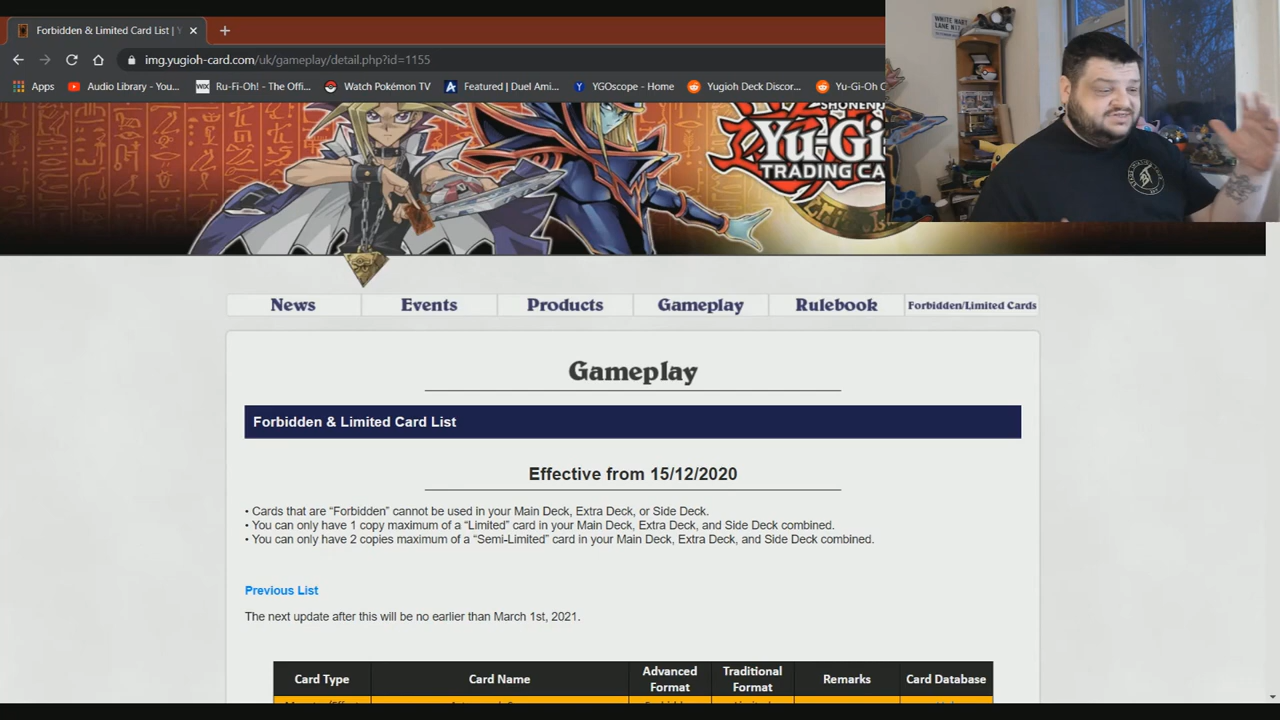 Forbidden & Limited Card List |
img.yugioh-card.com/uk/gameplay/detail.php?id=1155
Apps Audio Library - You... Ru-Fi-Oh! - The Offi... Watch Pokémon TV Featured | Duel Ami... YGOscope - Home Yugioh Deck Discor... Yu-Gi-Oh
WHITE HART
SHONEN
Yu-Gi
TRADING CA
News Events Products Gameplay Rulebook Forbidden/Limited Cards
Gameplay
Forbidden & Limited Card List
Effective from 15/12/2020
• Cards that are “Forbidden” cannot be used in your Main Deck, Extra Deck, or Side Deck.
• You can only have 1 copy maximum of a “Limited” card in your Main Deck, Extra Deck, and Side Deck combined.
• You can only have 2 copies maximum of a “Semi-Limited” card in your Main Deck, Extra Deck, and Side Deck combined.
Previous List
The next update after this will be no earlier than March 1st, 2021.
Card Type Card Name Advanced Format Traditional Format Remarks Card Database